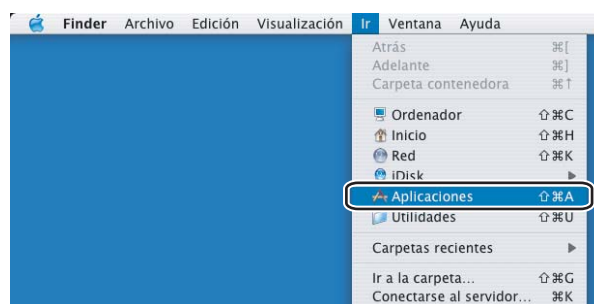 Finder Archivo Edición Visualización Ir Ventana Ayuda
Atrás ⌘[
Adelante ⌘]
Carpeta contenedora ⌘↑
Ordenador ⇧⌘C
Inicio ⇧⌘H
Red ⇧⌘K
iDisk ▶
Aplicaciones ⇧⌘A
Utilidades ⇧⌘U
Carpetas recientes ▶
Ir a la carpeta... ⇧⌘G
Conectarse al servidor... ⌘K